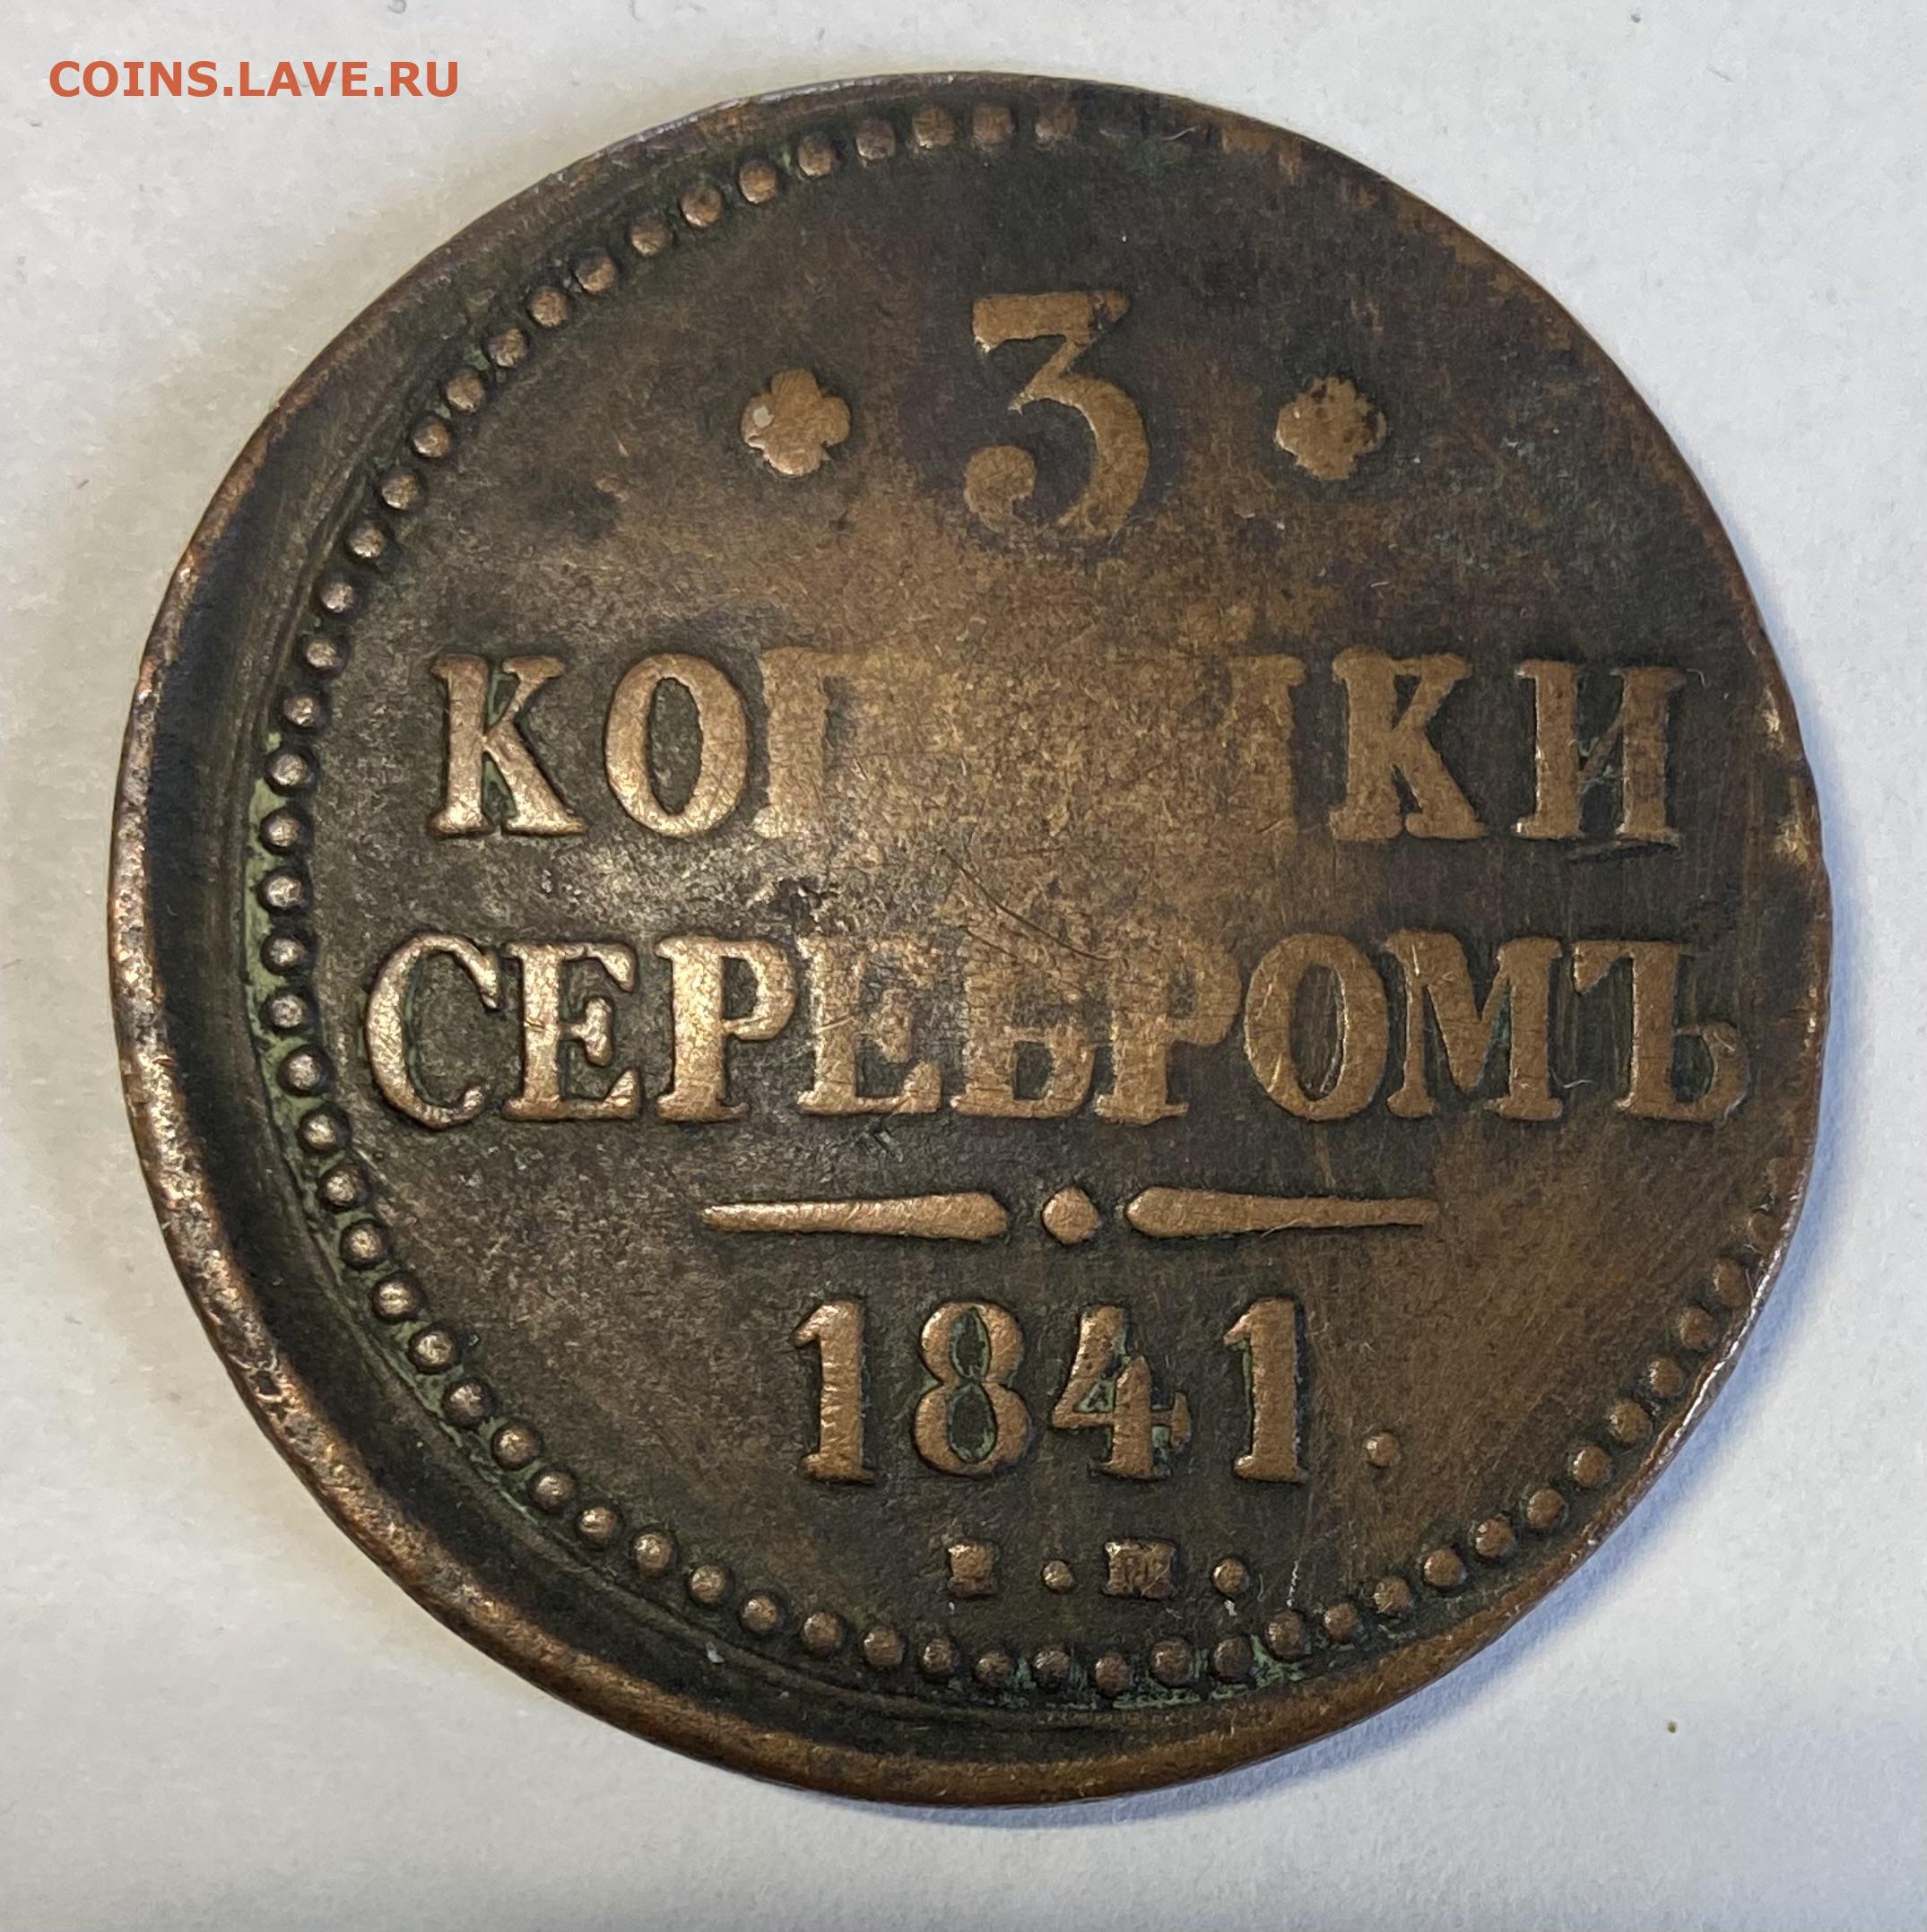 COINS.LAVE.RU
3
КОПѢЙКИ
СЕРЕБРОМЪ
1841.